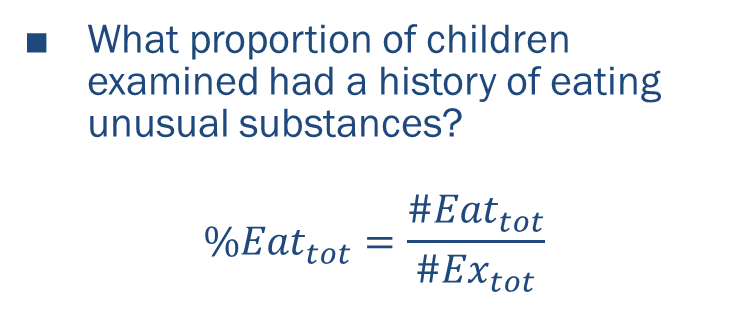 ■ What proportion of children
examined had a history of eating
unusual substances?
%Eat_tot = #Eat_tot / #Ex_tot